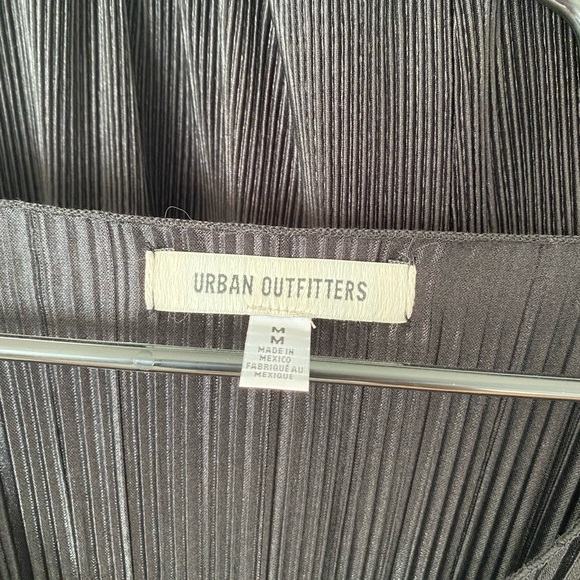 URBAN OUTFITTERS
M
M
MADE IN
MEXICO
FABRIQUÉ AU
MEXIQUE